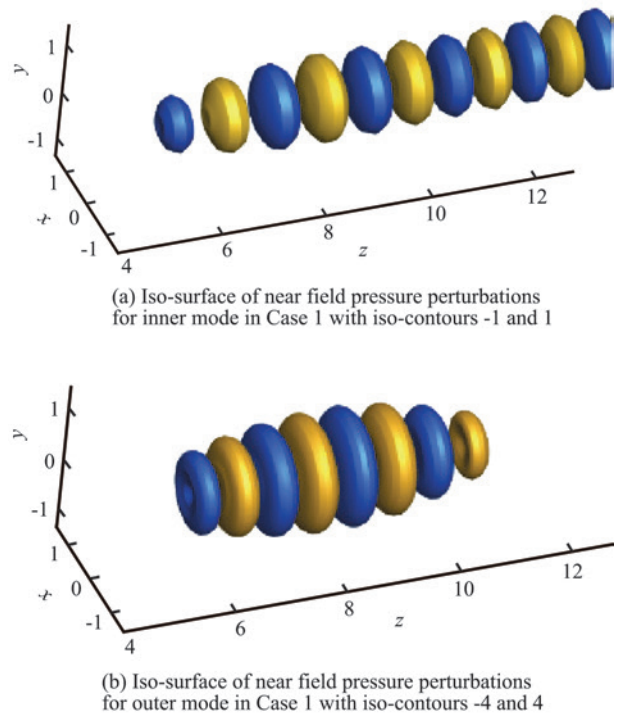 1
0
-1
y
1
0
-1
x
4
6
8
10
12
z
(a) Iso-surface of near field pressure perturbations
for inner mode in Case 1 with iso-contours -1 and 1
1
0
-1
y
1
0
-1
x
4
6
8
10
12
z
(b) Iso-surface of near field pressure perturbations
for outer mode in Case 1 with iso-contours -4 and 4